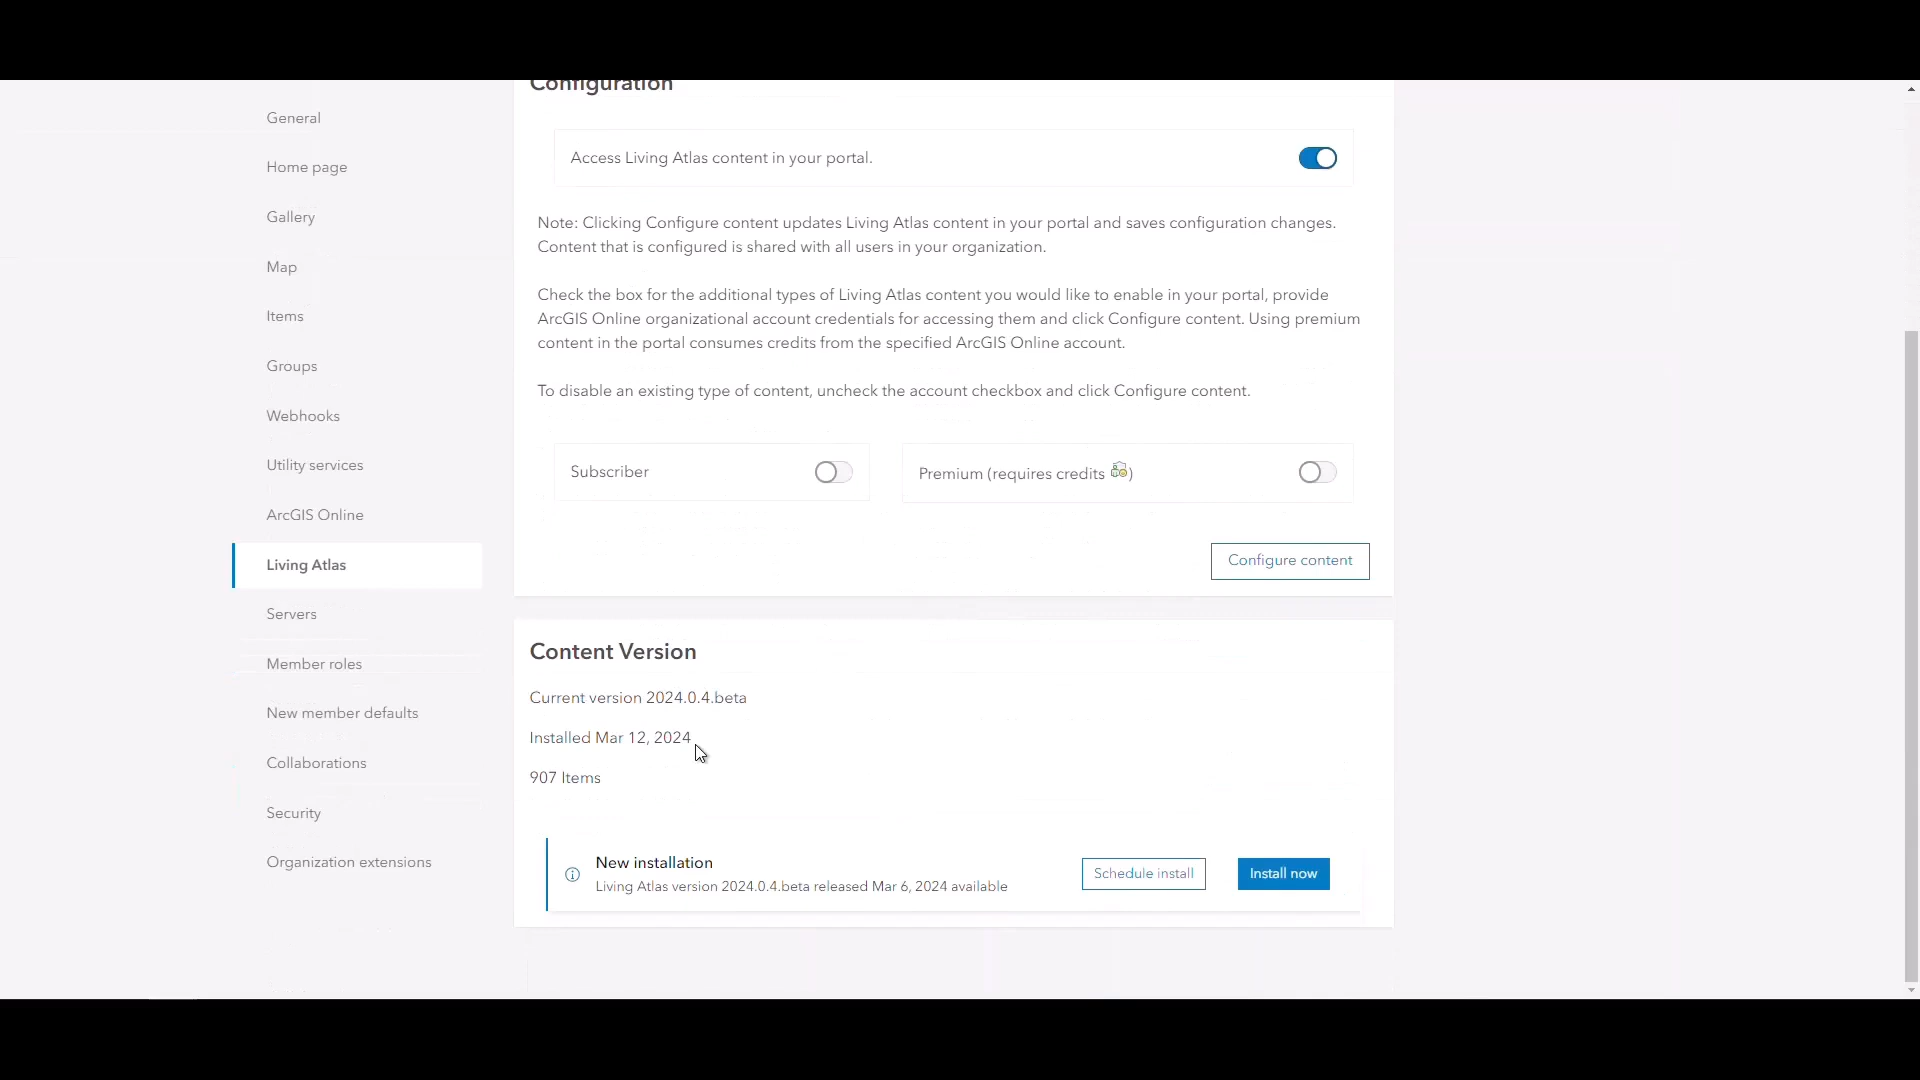 Configuration
General
Home page
Gallery
Map
Items
Groups
Webhooks
Utility services
ArcGIS Online
Living Atlas
Servers
Member roles
New member defaults
Collaborations
Security
Organization extensions
Access Living Atlas content in your portal.
Note: Clicking Configure content updates Living Atlas content in your portal and saves configuration changes.
Content that is configured is shared with all users in your organization.
Check the box for the additional types of Living Atlas content you would like to enable in your portal, provide
ArcGIS Online organizational account credentials for accessing them and click Configure content. Using premium
content in the portal consumes credits from the specified ArcGIS Online account.
To disable an existing type of content, uncheck the account checkbox and click Configure content.
Subscriber
Premium (requires credits )
Configure content
Content Version
Current version 2024.0.4.beta
Installed Mar 12, 2024
907 Items
New installation
Living Atlas version 2024.0.4.beta released Mar 6, 2024 available
Schedule install
Install now